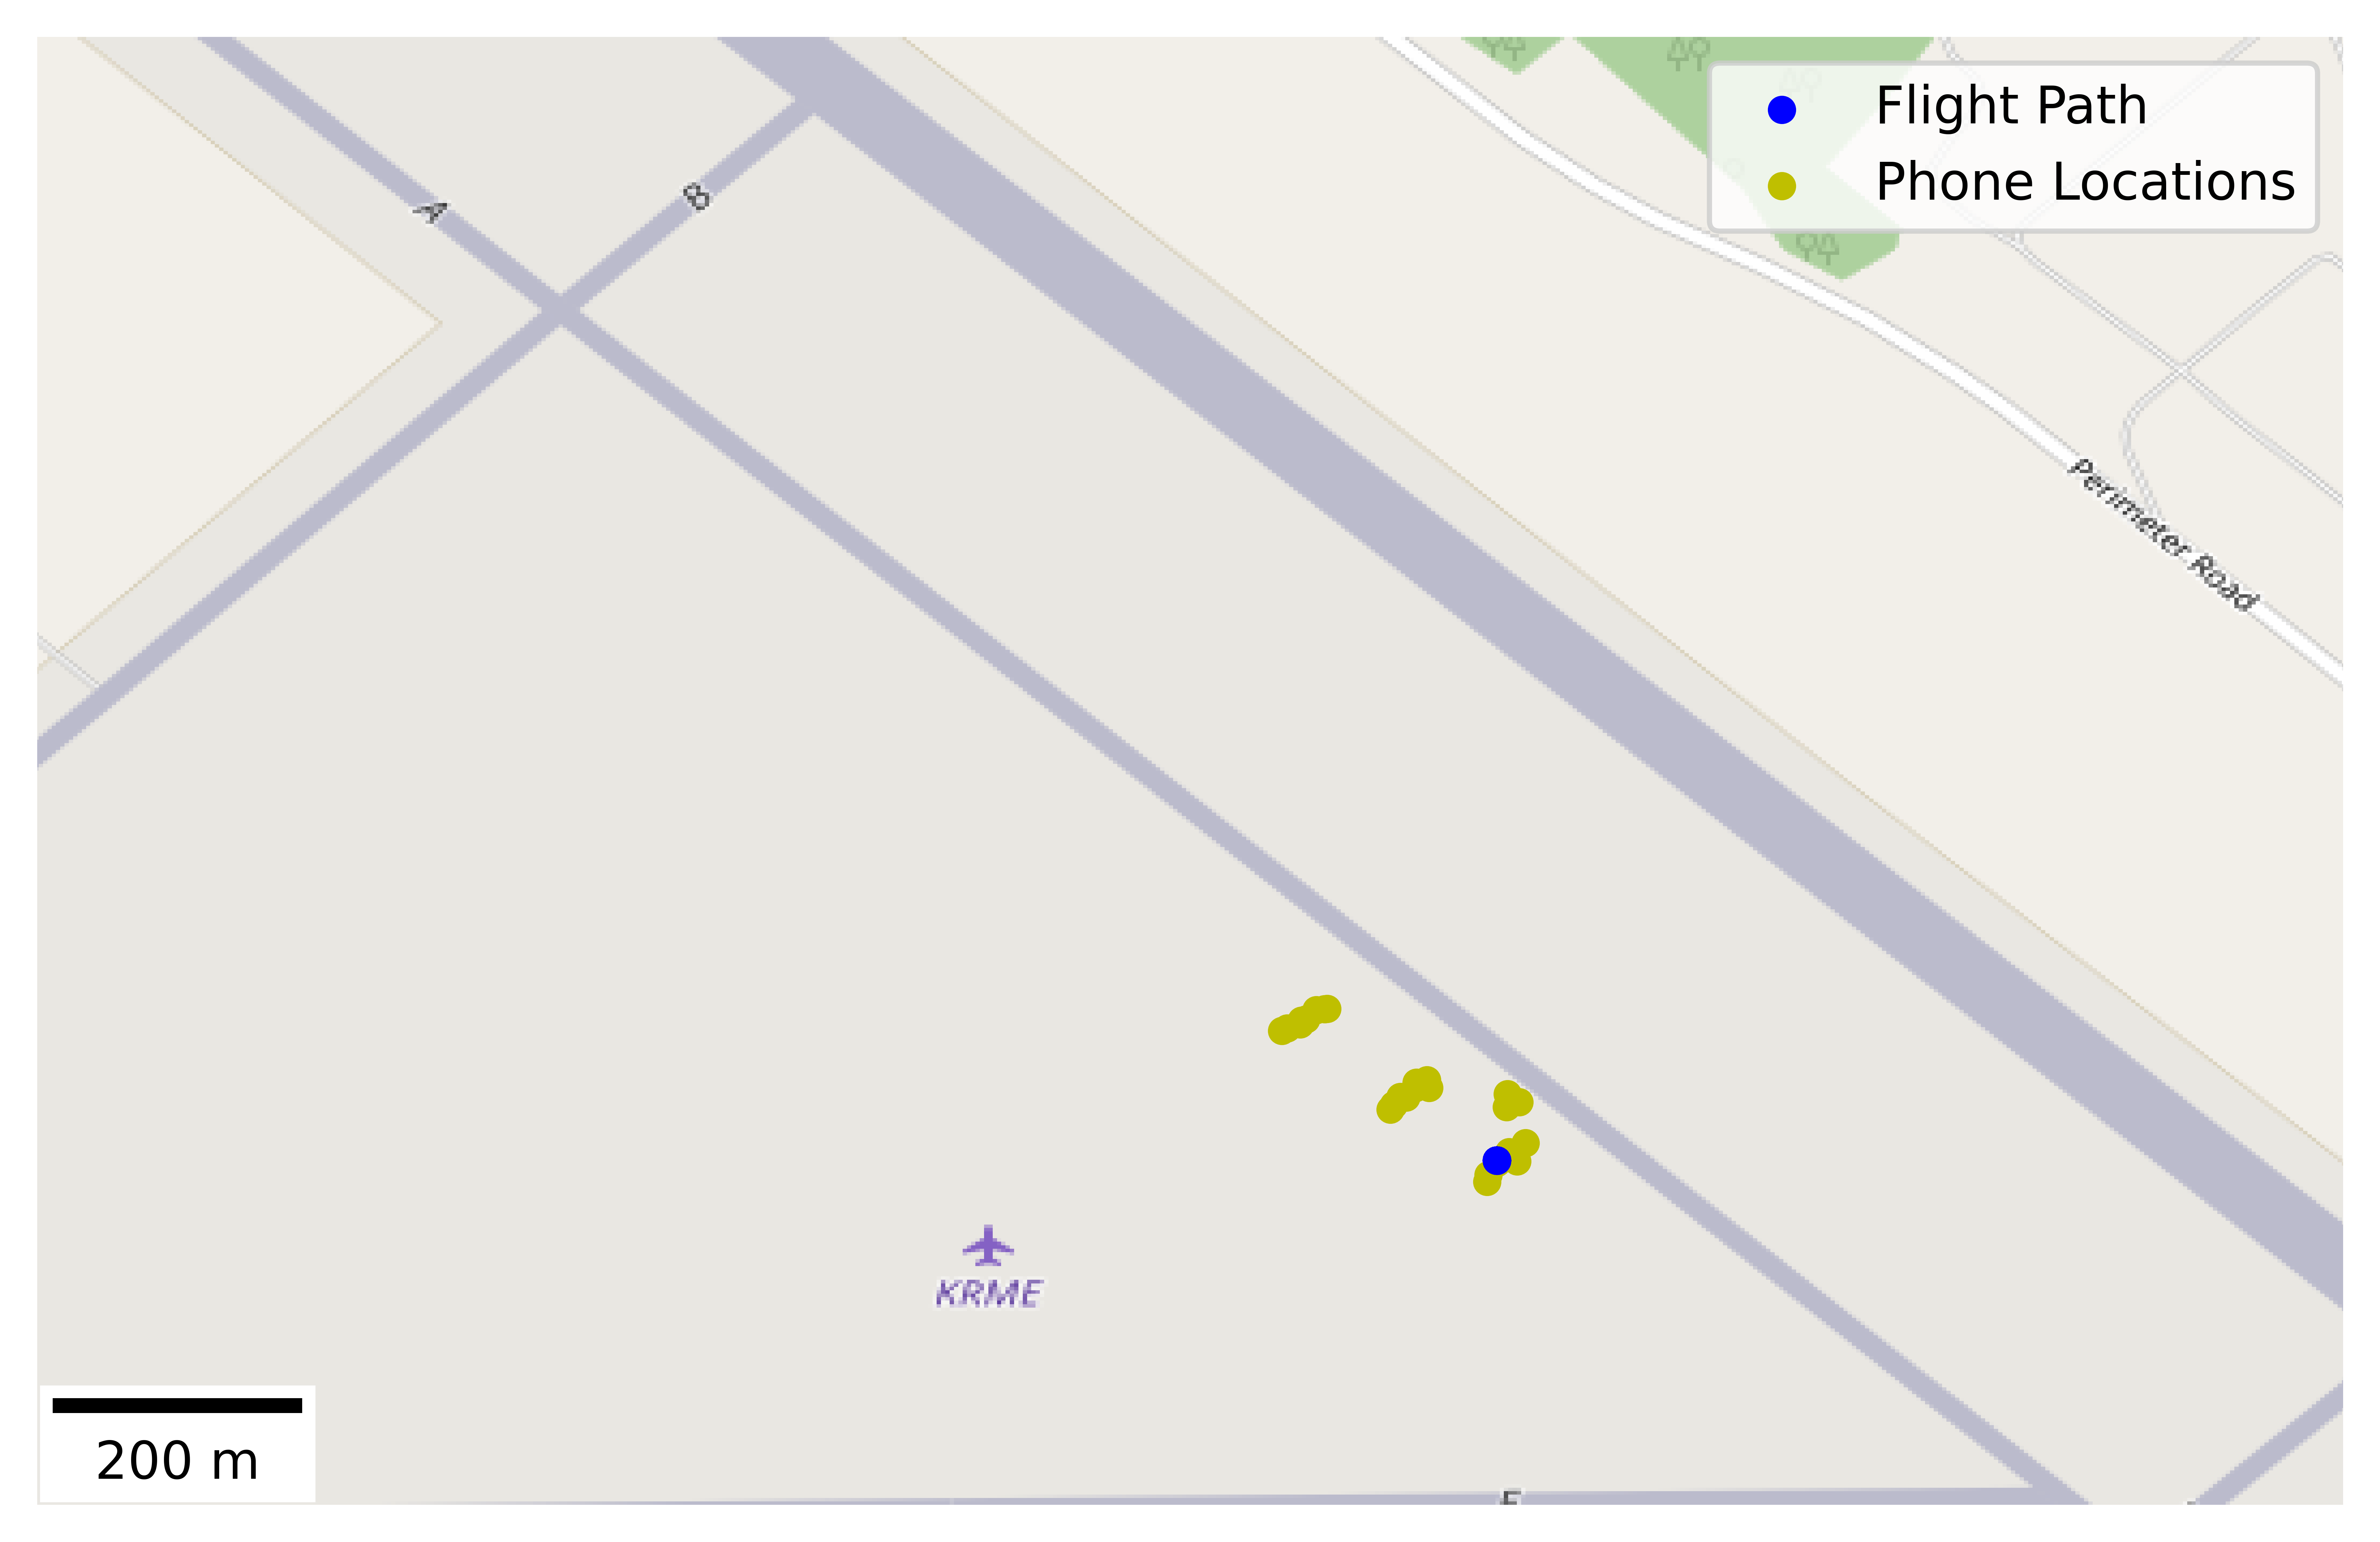 Flight Path
Phone Locations
A
B
Perimeter Road
KRME
200 m
E